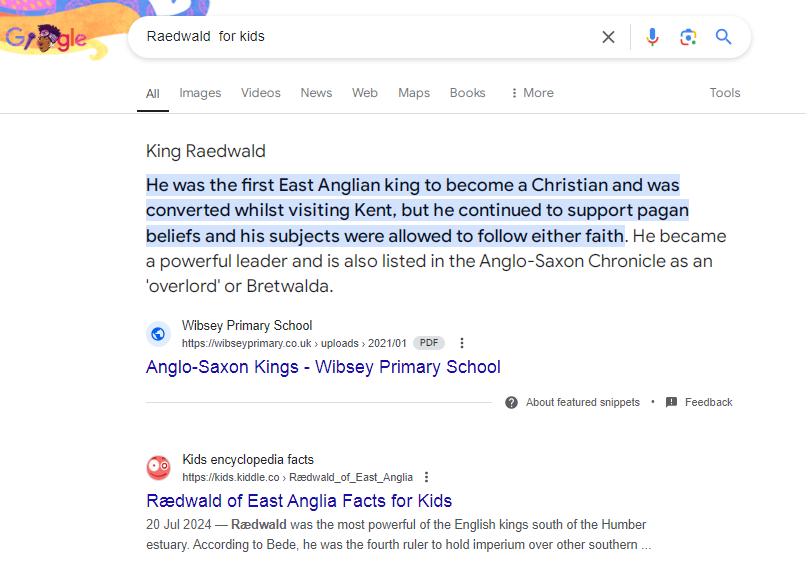 Google
Raedwald for kids
All Images Videos News Web Maps Books More Tools
King Raedwald
He was the first East Anglian king to become a Christian and was
converted whilst visiting Kent, but he continued to support pagan
beliefs and his subjects were allowed to follow either faith. He became
a powerful leader and is also listed in the Anglo-Saxon Chronicle as an
'overlord' or Bretwalda.
Wibsey Primary School
https://wibseyprimary.co.uk › uploads › 2021/01 PDF
Anglo-Saxon Kings - Wibsey Primary School
About featured snippets • Feedback
Kids encyclopedia facts
https://kids.kiddle.co › Rædwald_of_East_Anglia
Rædwald of East Anglia Facts for Kids
20 Jul 2024 — Rædwald was the most powerful of the English kings south of the Humber
estuary. According to Bede, he was the fourth ruler to hold imperium over other southern ...